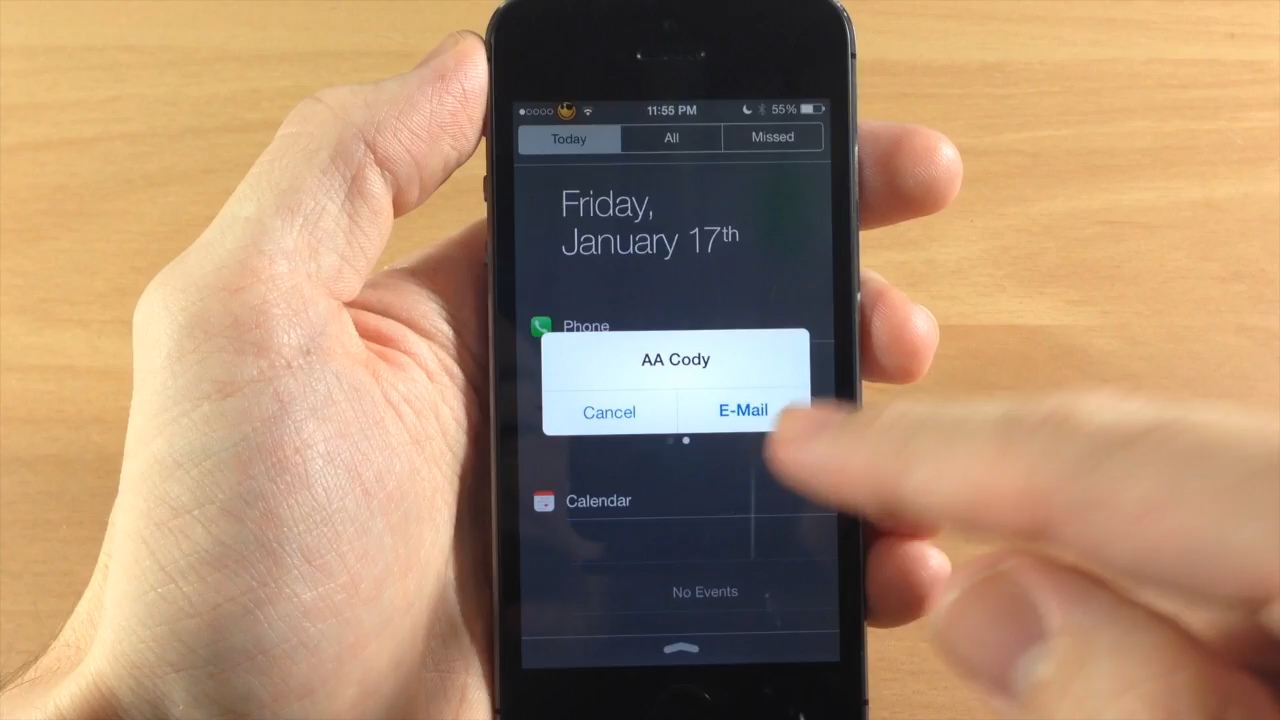 11:55 PM 55%
Today All Missed
Friday,
January 17th
Phone
AA Cody
Cancel E-Mail
Calendar
No Events